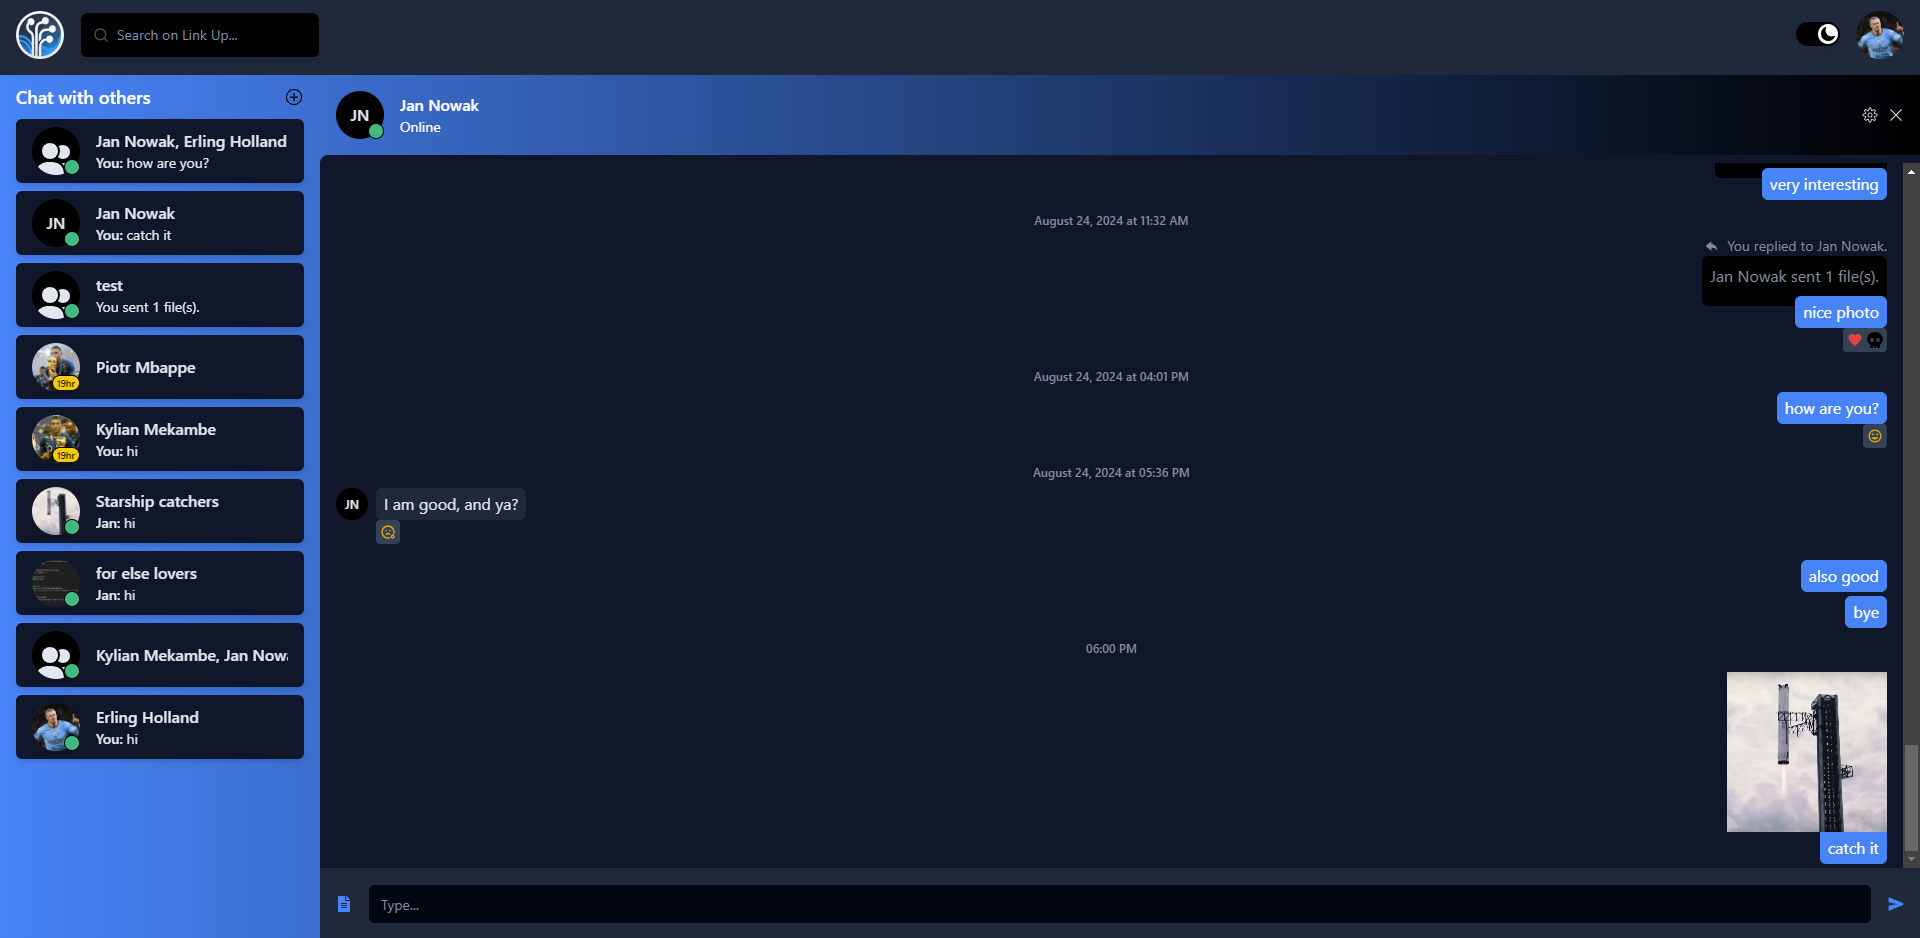 Search on Link Up...
Chat with others
Jan Nowak, Erling Holland
You: how are you?
JN
Jan Nowak
You: catch it
test
You sent 1 file(s).
Piotr Mbappe
19hr
Kylian Mekambe
You: hi
19hr
Starship catchers
Jan: hi
for else lovers
Jan: hi
Kylian Mekambe, Jan Nowa
Erling Holland
You: hi
JN
Jan Nowak
Online
very interesting
August 24, 2024 at 11:32 AM
You replied to Jan Nowak.
Jan Nowak sent 1 file(s).
nice photo
August 24, 2024 at 04:01 PM
how are you?
August 24, 2024 at 05:36 PM
JN
I am good, and ya?
also good
bye
06:00 PM
catch it
Type...